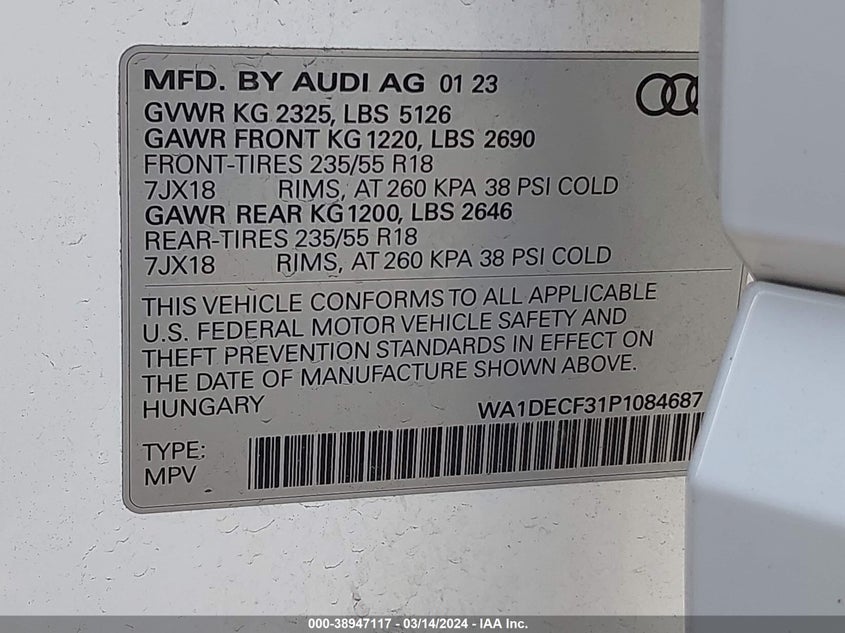 MFD. BY AUDI AG 01 23
GVWR KG 2325, LBS 5126
GAWR FRONT KG 1220, LBS 2690
FRONT-TIRES 235/55 R18
7JX18 RIMS, AT 260 KPA 38 PSI COLD
GAWR REAR KG 1200, LBS 2646
REAR-TIRES 235/55 R18
7JX18 RIMS, AT 260 KPA 38 PSI COLD
THIS VEHICLE CONFORMS TO ALL APPLICABLE
U.S. FEDERAL MOTOR VEHICLE SAFETY AND
THEFT PREVENTION STANDARDS IN EFFECT ON
THE DATE OF MANUFACTURE SHOWN ABOVE.
HUNGARY WA1DECF31P1084687
TYPE:
MPV
000-38947117 - 03/14/2024 - IAA Inc.